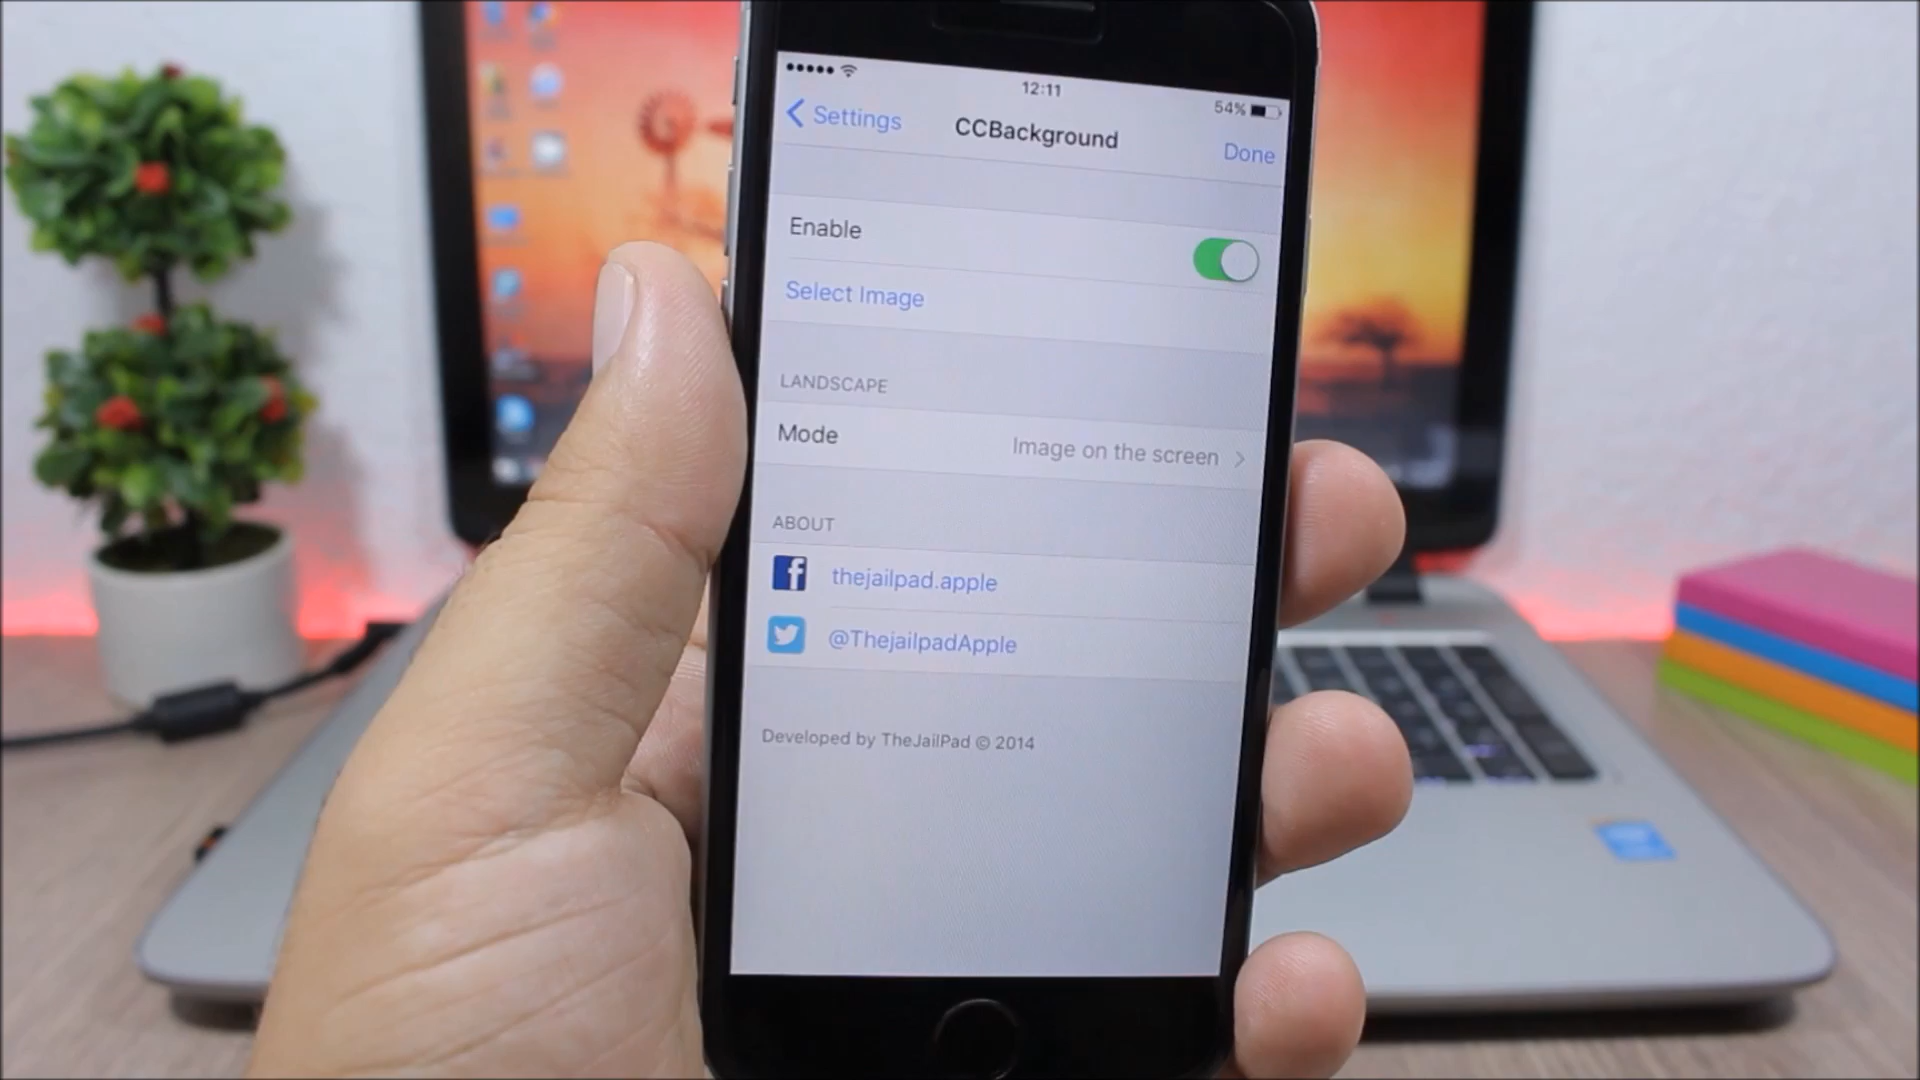 12:11
54%
Settings
CCBackground
Done
Enable
Select Image
LANDSCAPE
Mode
Image on the screen
ABOUT
f
thejailpad.apple
@ThejailpadApple
Developed by TheJailPad © 2014